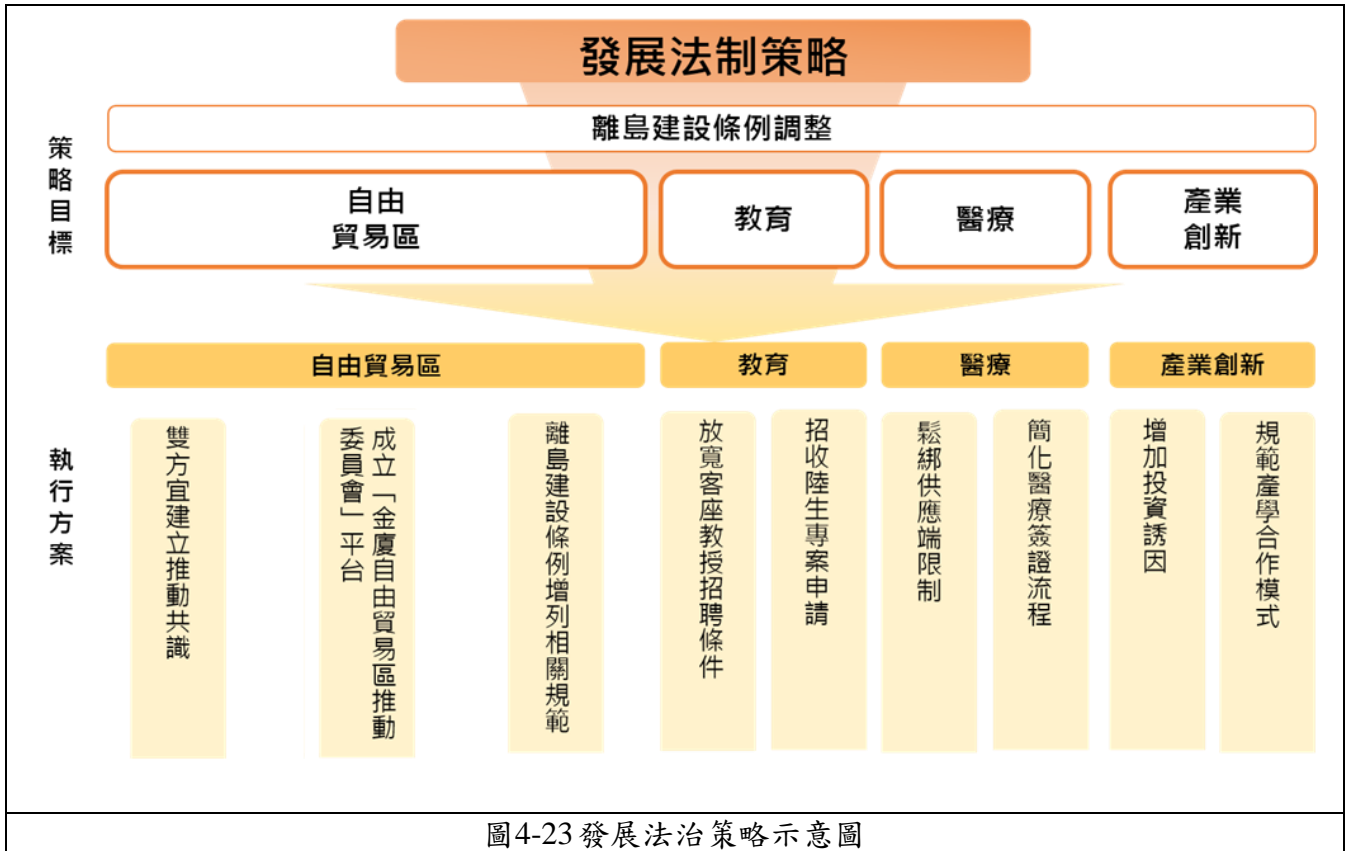 發展法制策略
策略目標
離島建設條例調整
自由
貿易區
教育
醫療
產業
創新
執行方案
自由貿易區
教育
醫療
產業創新
雙方宜建立推動共識
成立「金廈自由貿易區推動
委員會」平台
離島建設條例增列相關規範
放寬客座教授招聘條件
招收陸生專案申請
鬆綁供應端限制
簡化醫療簽證流程
增加投資誘因
規範產學合作模式
圖4-23發展法治策略示意圖